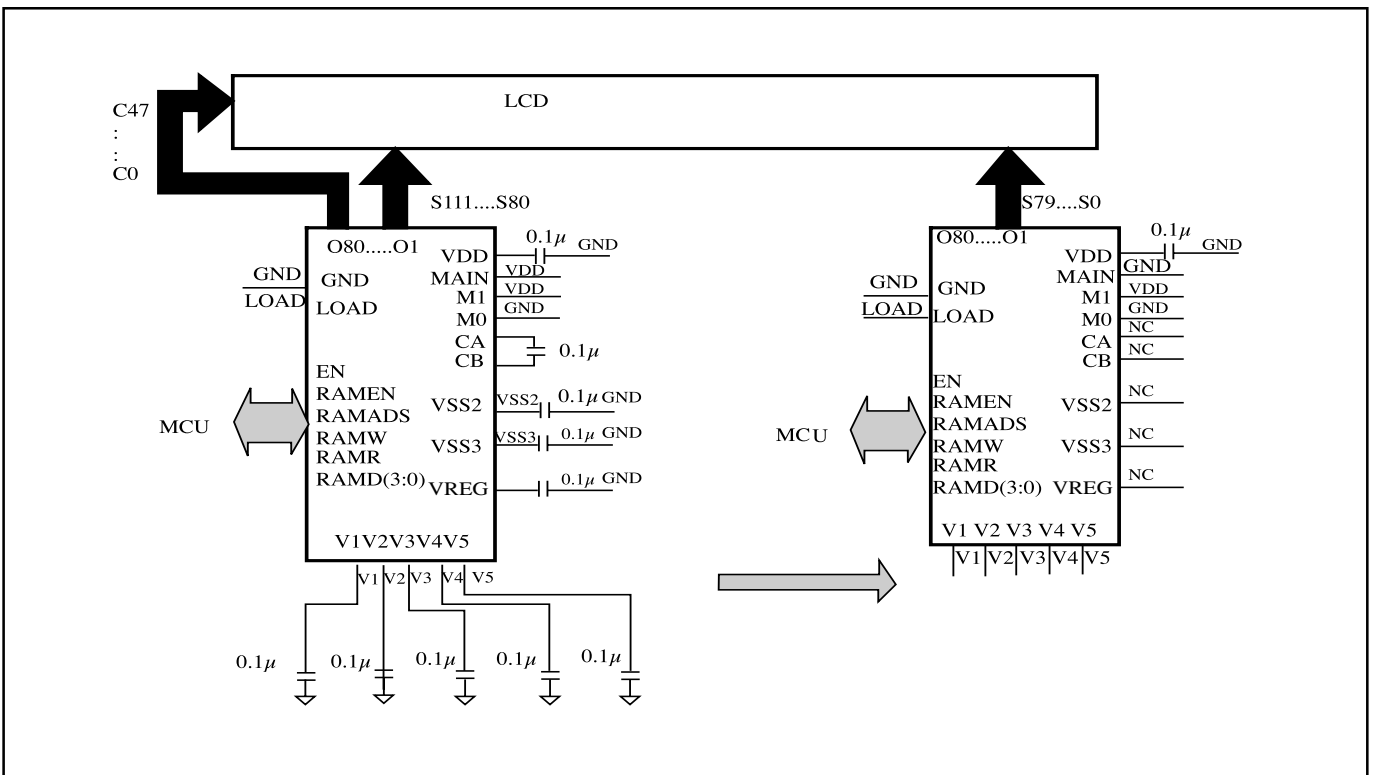 LCD
C47
:
:
C0
S111....S80
S79....S0
O80.....O1
GND
LOAD
GND
LOAD
EN
RAMEN
RAMADS
RAMW
RAMR
RAMD(3:0)
MCU
VDD
MAIN
M1
M0
CA
CB
VSS2
VSS3
VREG
0.1μ GND
VDD
VDD
GND
0.1μ
VSS2 0.1μ GND
VSS3 0.1μ GND
0.1μ GND
V1V2V3V4V5
V1 V2 V3 V4 V5
0.1μ 0.1μ 0.1μ 0.1μ 0.1μ
O80.....O1
GND
LOAD
GND
LOAD
EN
RAMEN
RAMADS
RAMW
RAMR
RAMD(3:0)
MCU
VDD
MAIN
M1
M0
CA
CB
VSS2
VSS3
VREG
0.1μ GND
GND
VDD
GND
NC
NC
NC
NC
NC
V1 V2 V3 V4 V5
V1 V2 V3 V4 V5